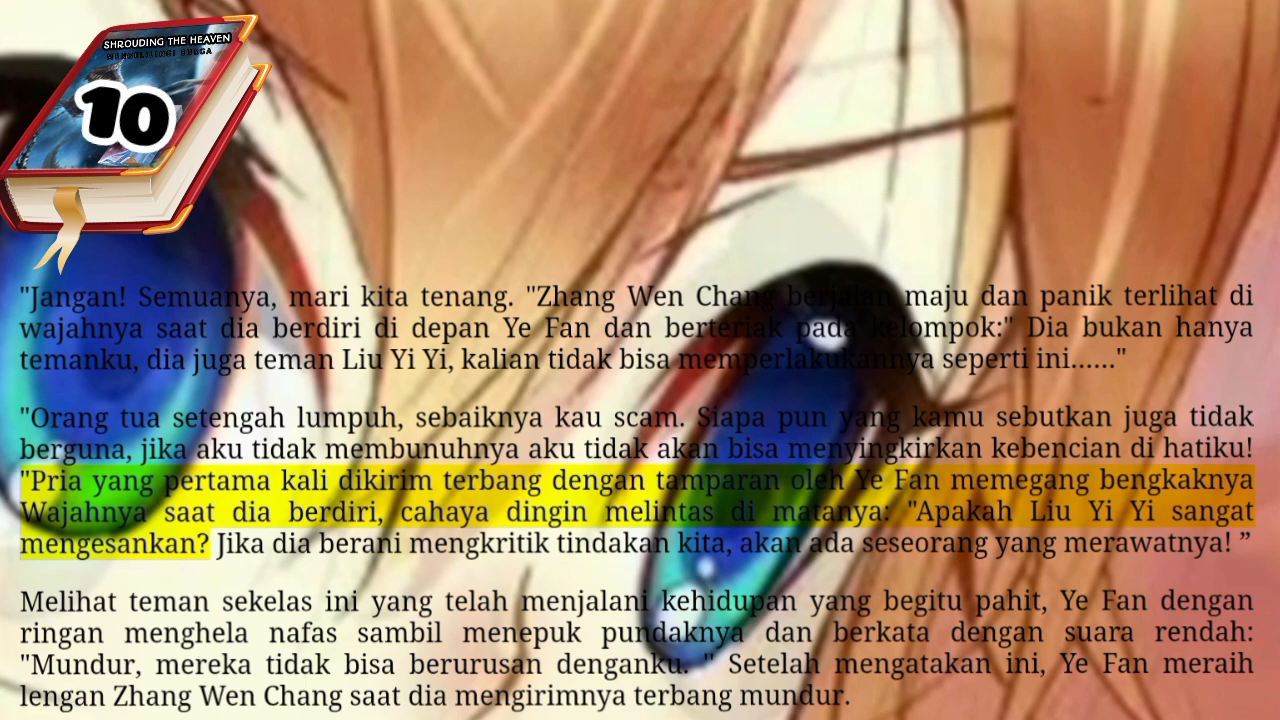 SHROUDING THE HEAVEN
MENGELILINGI SURGA
10
"Jangan! Semuanya, mari kita tenang. "Zhang Wen Chang berjalan maju dan panik terlihat di
wajahnya saat dia berdiri di depan Ye Fan dan berteriak pada kelompok:" Dia bukan hanya
temanku, dia juga teman Liu Yi Yi, kalian tidak bisa memperlakukannya seperti ini......"
"Orang tua setengah lumpuh, sebaiknya kau scam. Siapa pun yang kamu sebutkan juga tidak
berguna, jika aku tidak membunuhnya aku tidak akan bisa menyingkirkan kebencian di hatiku!
"Pria yang pertama kali dikirim terbang dengan tamparan oleh Ye Fan memegang bengkaknya
Wajahnya saat dia berdiri, cahaya dingin melintas di matanya: "Apakah Liu Yi Yi sangat
mengesankan? Jika dia berani mengkritik tindakan kita, akan ada seseorang yang merawatnya! ”
Melihat teman sekelas ini yang telah menjalani kehidupan yang begitu pahit, Ye Fan dengan
ringan menghela nafas sambil menepuk pundaknya dan berkata dengan suara rendah:
"Mundur, mereka tidak bisa berurusan denganku. " Setelah mengatakan ini, Ye Fan meraih
lengan Zhang Wen Chang saat dia mengirimnya terbang mundur.